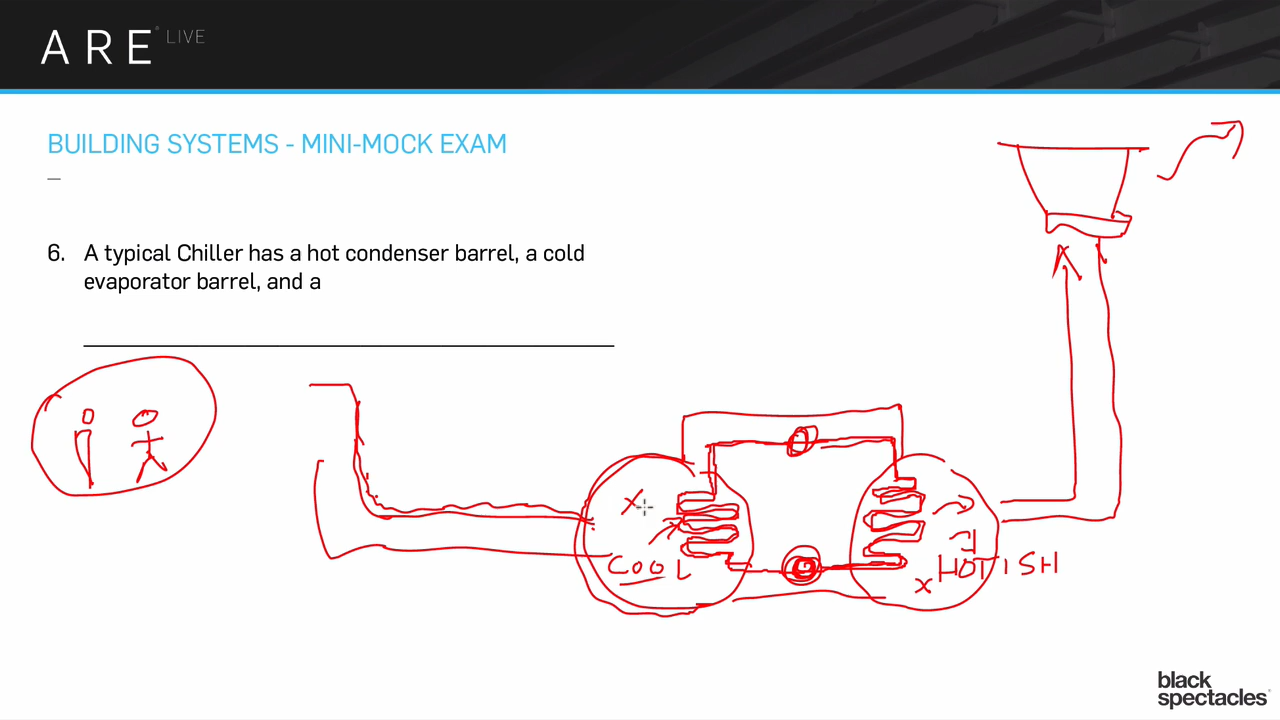 ARE® LIVE
BUILDING SYSTEMS - MINI-MOCK EXAM
6. A typical Chiller has a hot condenser barrel, a cold
evaporator barrel, and a
COOL
HOTISH
black
spectacles